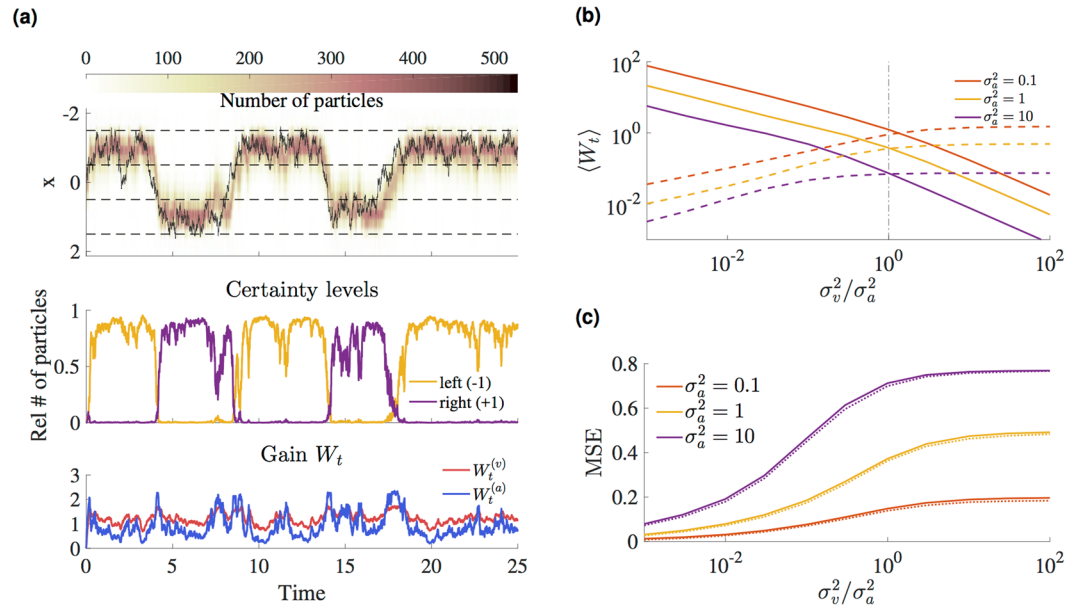 (a)
0 100 200 300 400 500
Number of particles
-2
0
2
x
Certainty levels
1
0.5
0
Rel # of particles
left (-1)
right (+1)
Gain W_t
3
2
1
0
W_t^(v)
W_t^(a)
0 5 10 15 20 25
Time
(b)
10^2
10^0
10^-2
⟨W_t⟩
σ_a^2 = 0.1
σ_a^2 = 1
σ_a^2 = 10
10^-2 10^0 10^2
σ_v^2/σ_a^2
(c)
0.8
0.6
0.4
0.2
0
MSE
σ_a^2 = 0.1
σ_a^2 = 1
σ_a^2 = 10
10^-2 10^0 10^2
σ_v^2/σ_a^2